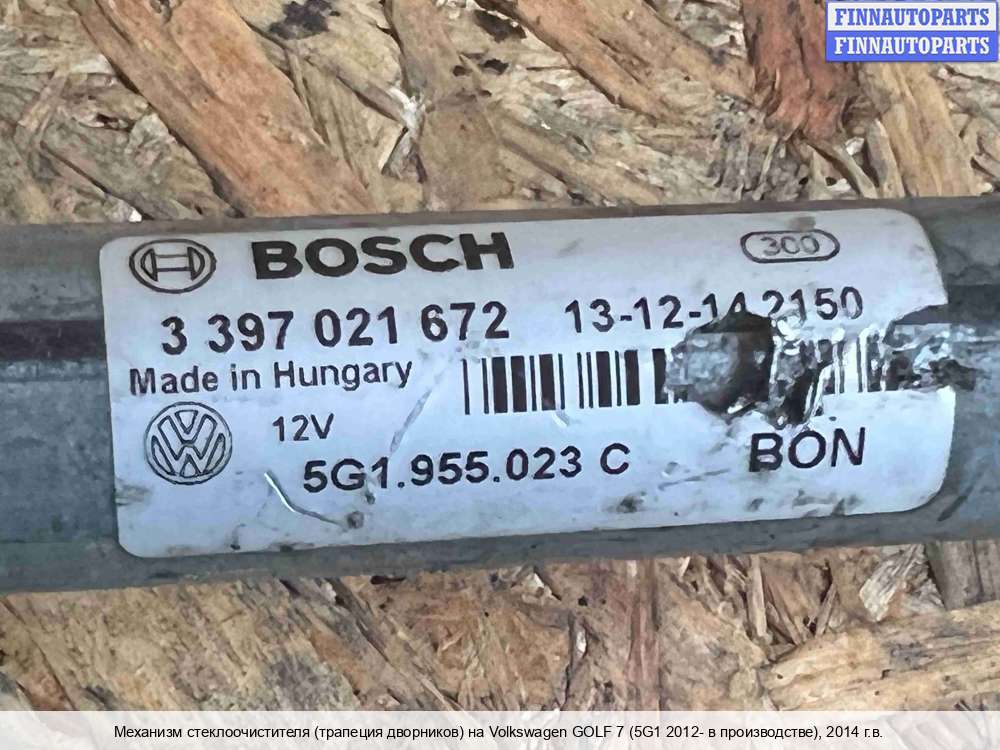 FINNAUTOPARTS
FINNAUTOPARTS
BOSCH 300
3 397 021 672 13-12-14 2150
Made in Hungary
12V
5G1.955.023 C BON
Механизм стеклоочистителя (трапеция дворников) на Volkswagen GOLF 7 (5G1 2012- в производстве), 2014 г.в.